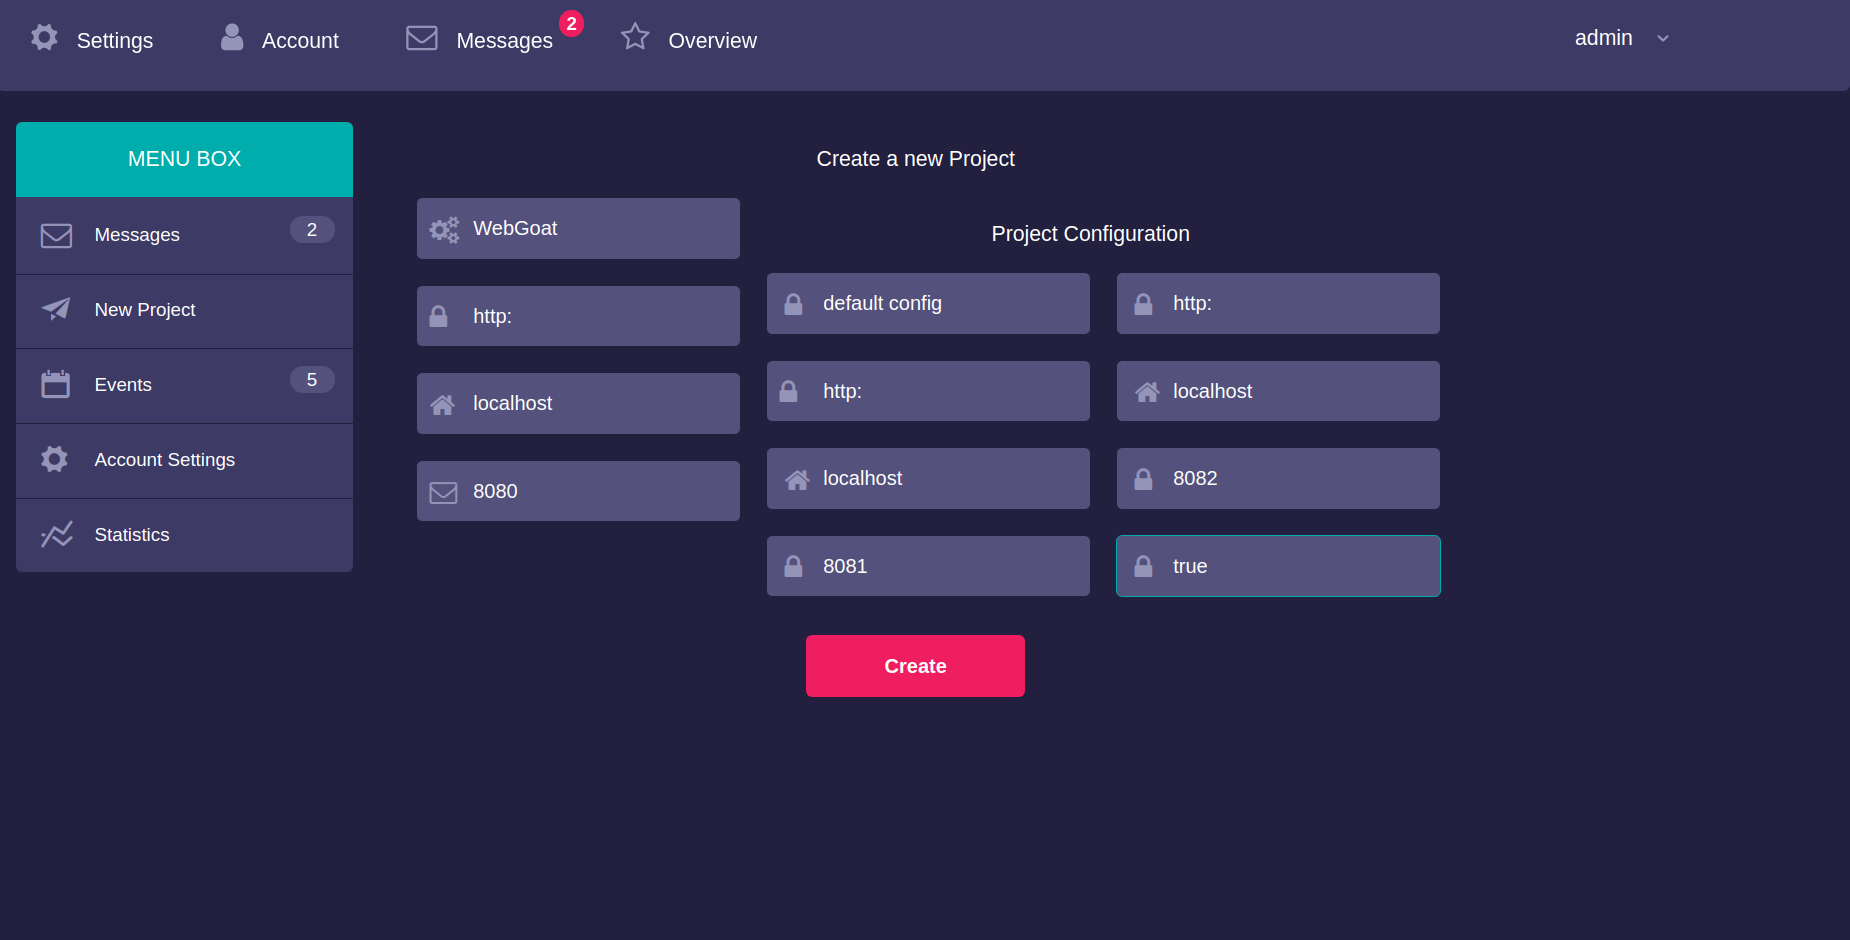 Settings
Account
Messages
2
Overview
admin
MENU BOX
Messages
2
New Project
Events
5
Account Settings
Statistics
Create a new Project
WebGoat
http:
localhost
8080
Project Configuration
default config
http:
localhost
8081
http:
localhost
8082
true
Create